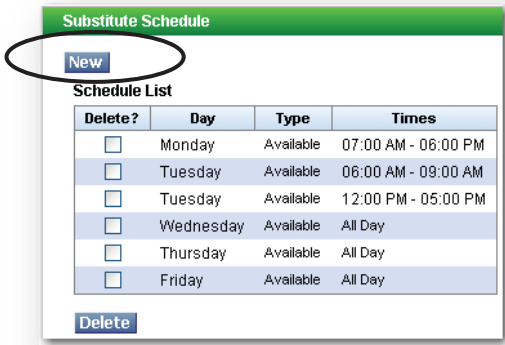 Substitute Schedule
New
Schedule List
Delete? Day Type Times
Monday Available 07:00 AM - 06:00 PM
Tuesday Available 06:00 AM - 09:00 AM
Tuesday Available 12:00 PM - 05:00 PM
Wednesday Available All Day
Thursday Available All Day
Friday Available All Day
Delete